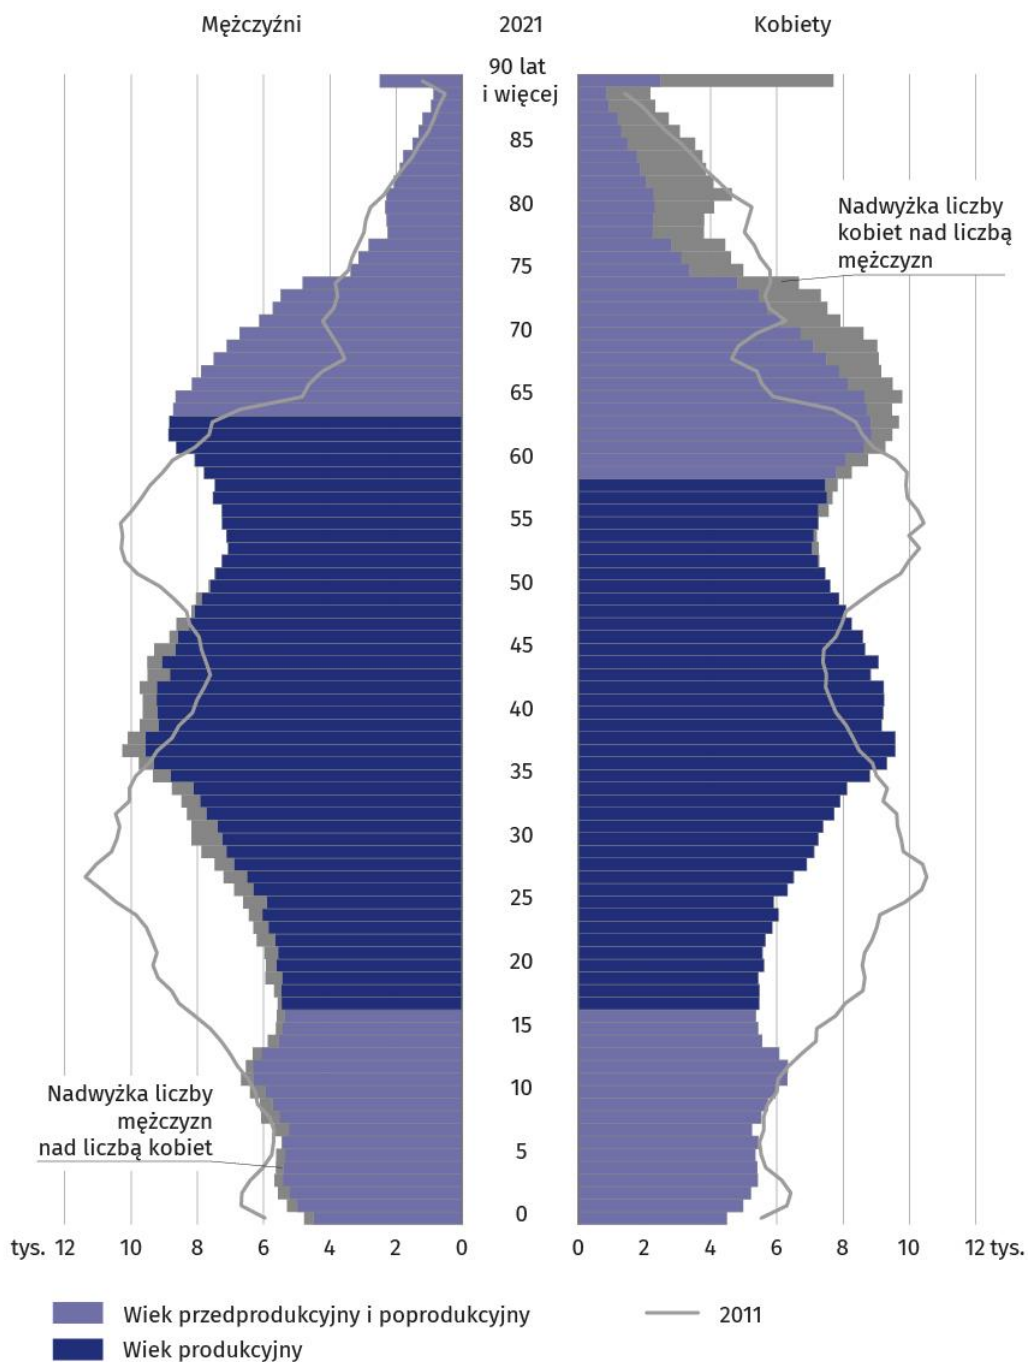 Mężczyźni 2021 Kobiety
90 lat
i więcej
85
80
Nadwyżka liczby
kobiet nad liczbą
mężczyzn
75
70
65
60
55
50
45
40
35
30
25
20
15
10
Nadwyżka liczby
mężczyzn
nad liczbą kobiet
5
0
tys. 12 10 8 6 4 2 0 0 2 4 6 8 10 12 tys.
Wiek przedprodukcyjny i poprodukcyjny 2011
Wiek produkcyjny